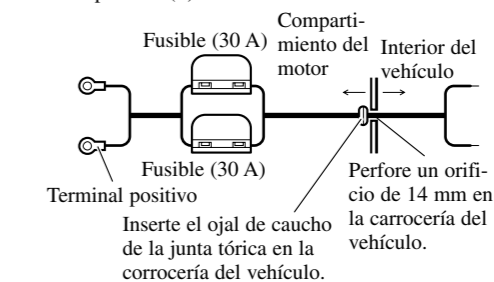 Comparti-
miento del
motor
Fusible (30 A)
Interior del
vehículo
Fusible (30 A)
Terminal positivo
Inserte el ojal de caucho
de la junta tórica en la
corrocería del vehículo.
Perfore un orifi-
cio de 14 mm en
la carrocería del
vehículo.